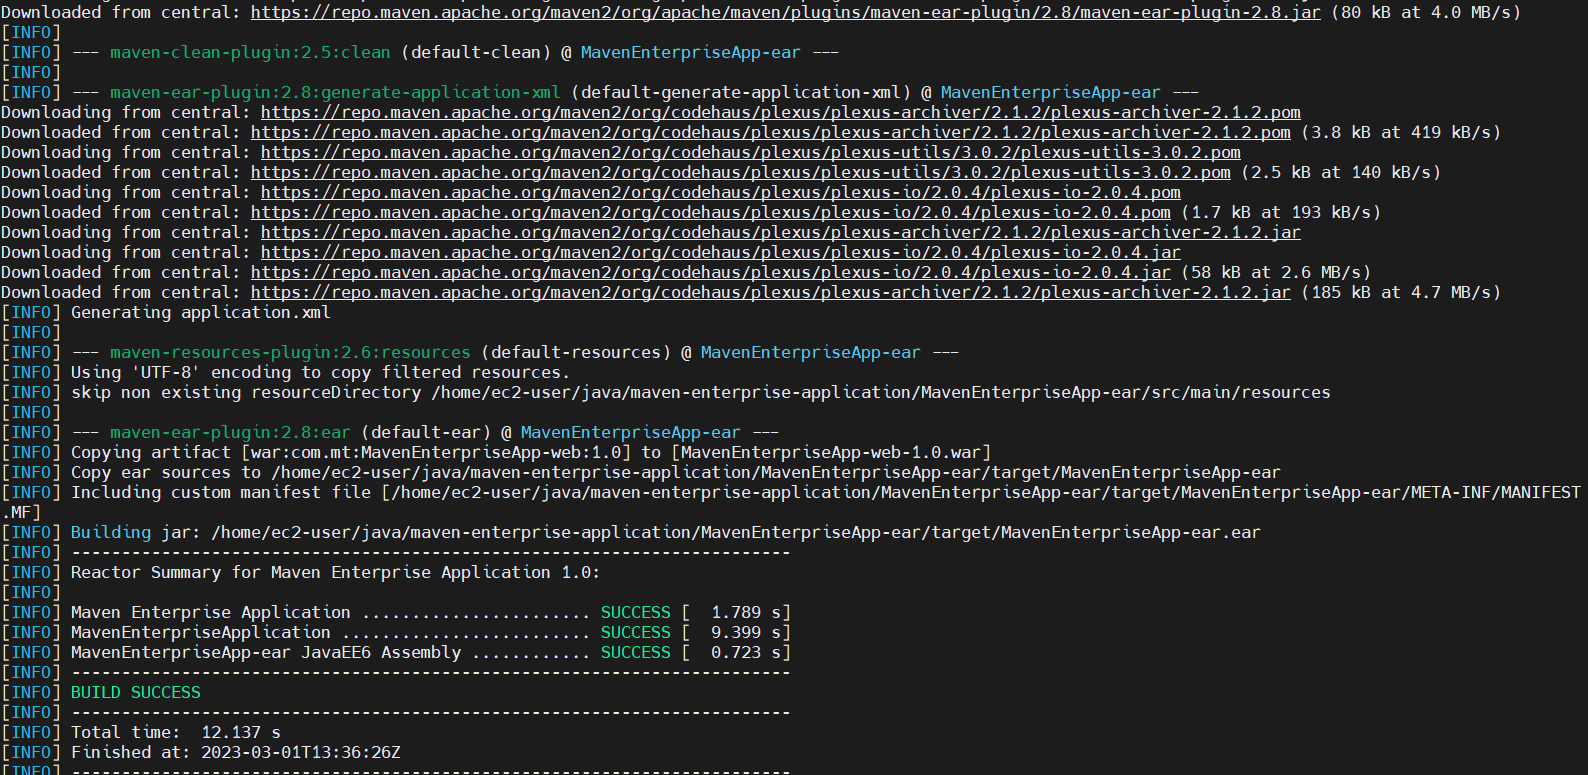 Downloaded from central: https://repo.maven.apache.org/maven2/org/apache/maven/plugins/maven-ear-plugin/2.8/maven-ear-plugin-2.8.jar (80 kB at 4.0 MB/s)
[INFO]
[INFO] --- maven-clean-plugin:2.5:clean (default-clean) @ MavenEnterpriseApp-ear ---
[INFO]
[INFO] --- maven-ear-plugin:2.8:generate-application-xml (default-generate-application-xml) @ MavenEnterpriseApp-ear ---
Downloading from central: https://repo.maven.apache.org/maven2/org/codehaus/plexus/plexus-archiver/2.1.2/plexus-archiver-2.1.2.pom
Downloaded from central: https://repo.maven.apache.org/maven2/org/codehaus/plexus/plexus-archiver/2.1.2/plexus-archiver-2.1.2.pom (3.8 kB at 419 kB/s)
Downloading from central: https://repo.maven.apache.org/maven2/org/codehaus/plexus/plexus-utils/3.0.2/plexus-utils-3.0.2.pom
Downloaded from central: https://repo.maven.apache.org/maven2/org/codehaus/plexus/plexus-utils/3.0.2/plexus-utils-3.0.2.pom (2.5 kB at 140 kB/s)
Downloading from central: https://repo.maven.apache.org/maven2/org/codehaus/plexus/plexus-io/2.0.4/plexus-io-2.0.4.pom
Downloaded from central: https://repo.maven.apache.org/maven2/org/codehaus/plexus/plexus-io/2.0.4/plexus-io-2.0.4.pom (1.7 kB at 193 kB/s)
Downloading from central: https://repo.maven.apache.org/maven2/org/codehaus/plexus/plexus-archiver/2.1.2/plexus-archiver-2.1.2.jar
Downloading from central: https://repo.maven.apache.org/maven2/org/codehaus/plexus/plexus-io/2.0.4/plexus-io-2.0.4.jar
Downloaded from central: https://repo.maven.apache.org/maven2/org/codehaus/plexus/plexus-io/2.0.4/plexus-io-2.0.4.jar (58 kB at 2.6 MB/s)
Downloaded from central: https://repo.maven.apache.org/maven2/org/codehaus/plexus/plexus-archiver/2.1.2/plexus-archiver-2.1.2.jar (185 kB at 4.7 MB/s)
[INFO] Generating application.xml
[INFO]
[INFO] --- maven-resources-plugin:2.6:resources (default-resources) @ MavenEnterpriseApp-ear ---
[INFO] Using 'UTF-8' encoding to copy filtered resources.
[INFO] skip non existing resourceDirectory /home/ec2-user/java/maven-enterprise-application/MavenEnterpriseApp-ear/src/main/resources
[INFO]
[INFO] --- maven-ear-plugin:2.8:ear (default-ear) @ MavenEnterpriseApp-ear ---
[INFO] Copying artifact [war:com.mt:MavenEnterpriseApp-web:1.0] to [MavenEnterpriseApp-web-1.0.war]
[INFO] Copy ear sources to /home/ec2-user/java/maven-enterprise-application/MavenEnterpriseApp-ear/target/MavenEnterpriseApp-ear
[INFO] Including custom manifest file [/home/ec2-user/java/maven-enterprise-application/MavenEnterpriseApp-ear/target/MavenEnterpriseApp-ear/META-INF/MANIFEST
.MF]
[INFO] Building jar: /home/ec2-user/java/maven-enterprise-application/MavenEnterpriseApp-ear/target/MavenEnterpriseApp-ear.ear
[INFO] ------------------------------------------------------------------------
[INFO] Reactor Summary for Maven Enterprise Application 1.0:
[INFO]
[INFO] Maven Enterprise Application ....................... SUCCESS [  1.789 s]
[INFO] MavenEnterpriseApplication ......................... SUCCESS [  9.399 s]
[INFO] MavenEnterpriseApp-ear JavaEE6 Assembly ............ SUCCESS [  0.723 s]
[INFO] ------------------------------------------------------------------------
[INFO] BUILD SUCCESS
[INFO] ------------------------------------------------------------------------
[INFO] Total time:  12.137 s
[INFO] Finished at: 2023-03-01T13:36:26Z
[INFO] ------------------------------------------------------------------------